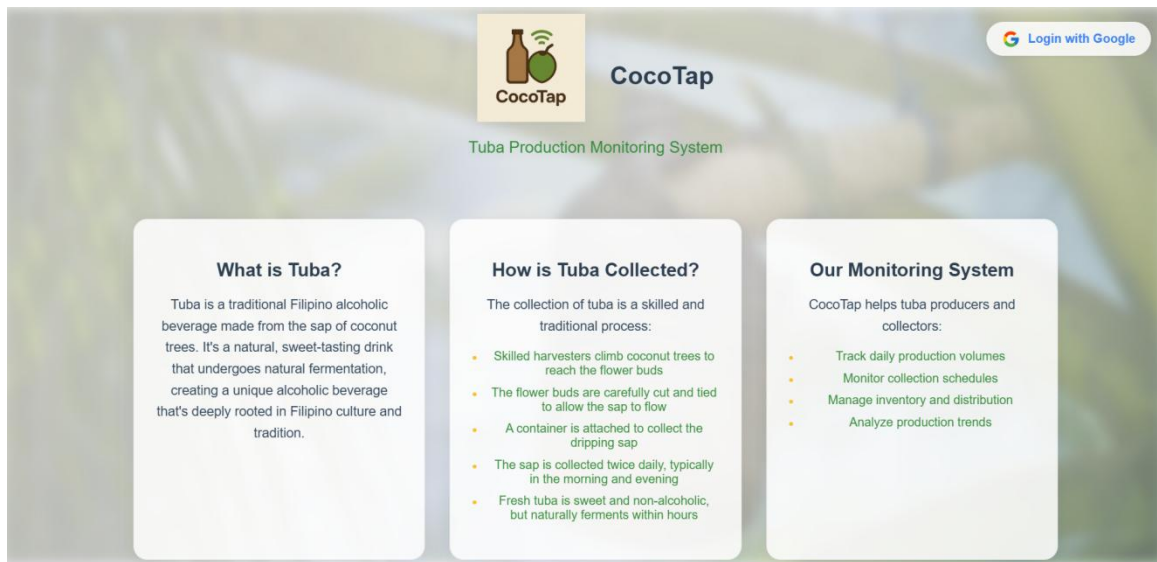 Login with Google
CocoTap
CocoTap
Tuba Production Monitoring System
What is Tuba?
Tuba is a traditional Filipino alcoholic
beverage made from the sap of coconut
trees. It's a natural, sweet-tasting drink
that undergoes natural fermentation,
creating a unique alcoholic beverage
that's deeply rooted in Filipino culture and
tradition.
How is Tuba Collected?
The collection of tuba is a skilled and
traditional process:
Skilled harvesters climb coconut trees to
reach the flower buds
The flower buds are carefully cut and tied
to allow the sap to flow
A container is attached to collect the
dripping sap
The sap is collected twice daily, typically
in the morning and evening
Fresh tuba is sweet and non-alcoholic,
but naturally ferments within hours
Our Monitoring System
CocoTap helps tuba producers and
collectors:
Track daily production volumes
Monitor collection schedules
Manage inventory and distribution
Analyze production trends